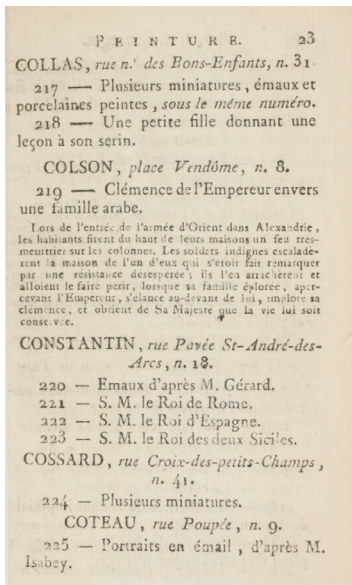 PEINTURE. 23
COLLAS, rue n.e des Bons-Enfants, n. 31.
217 — Plusieurs miniatures, émaux et
porcelaines peintes, sous le même numéro.
218 — Une petite fille donnant une
leçon à son serin.
COLSON, place Vendôme, n. 8.
219 — Clémence de l'Empereur envers
une famille arabe.
Lors de l'entrée de l'armée d'Orient dans Alexandrie,
les habitants firent du haut de leurs maisons un feu tres-
meurtrier sur les colonnes. Les soldats indignes escalade-
rent la maison de l'un d'eux qui s'étoit fait remarquer
par une résistance désespérée; ils l'en arrachèrent et
alloient le faire périr, lorsque sa famille éplorée, aper-
cevant l'Empereur, s'elance au-devant de lui, implore sa
clémence, et obtient de Sa Majesté que la vie lui soit
conservée.
CONSTANTIN, rue Pavée St-André-des-
Arcs, n. 18.
220 — Emaux d'après M. Gérard.
221 — S. M. le Roi de Rome.
222 — S. M. le Roi d'Espagne.
223 — S. M. le Roi des deux Siciles.
COSSARD, rue Croix-des-petits-Champs,
n. 41.
224 — Plusieurs miniatures.
COTEAU, rue Poupée, n. 9.
225 — Portraits en émail, d'après M.
Isabey.